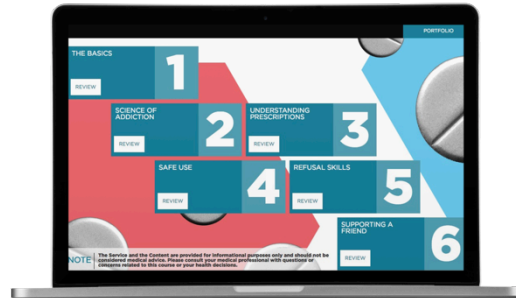 PORTFOLIO
THE BASICS
REVIEW
1
SCIENCE OF
ADDICTION
REVIEW
2
UNDERSTANDING
PRESCRIPTIONS
REVIEW
3
SAFE USE
REVIEW
4
REFUSAL SKILLS
REVIEW
5
SUPPORTING A
FRIEND
REVIEW
6
NOTE
The Service and the Content are provided for informational purposes only and should not be
considered medical advice. Please consult your medical professional with questions or
concerns related to this course or your health decisions.